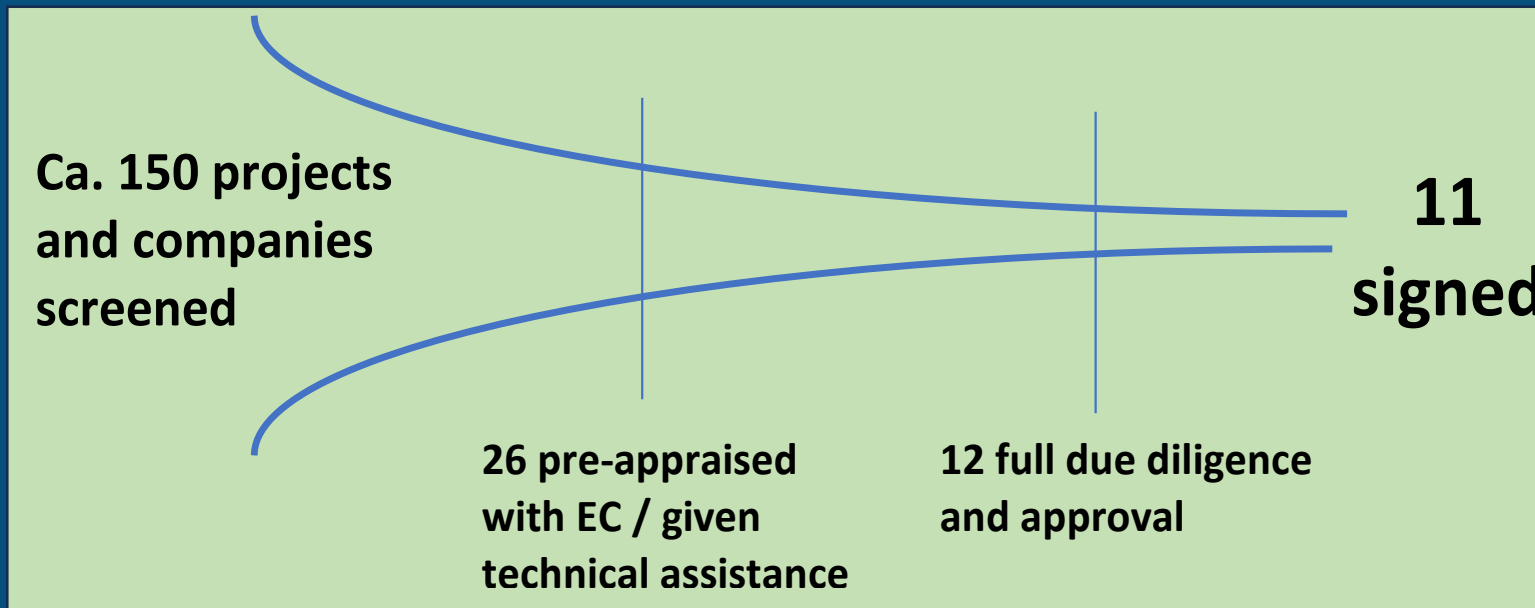 Ca. 150 projects
and companies
screened
11
signed
26 pre-appraised
with EC / given
technical assistance
12 full due diligence
and approval